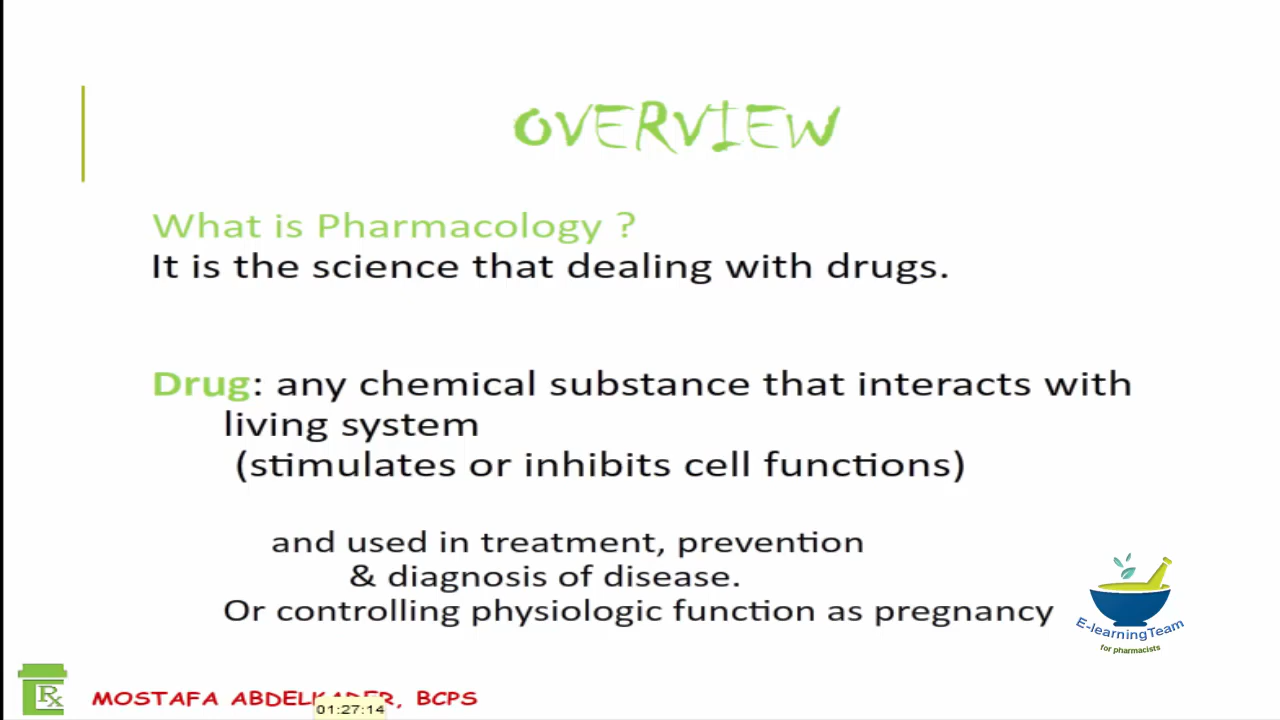 OVERVIEW
What is Pharmacology ?
It is the science that dealing with drugs.
Drug: any chemical substance that interacts with
living system
(stimulates or inhibits cell functions)
and used in treatment, prevention
& diagnosis of disease.
Or controlling physiologic function as pregnancy
E-learningTeam
for pharmacists
Rx
MOSTAFA ABDELKADER, BCPS
01:27:14